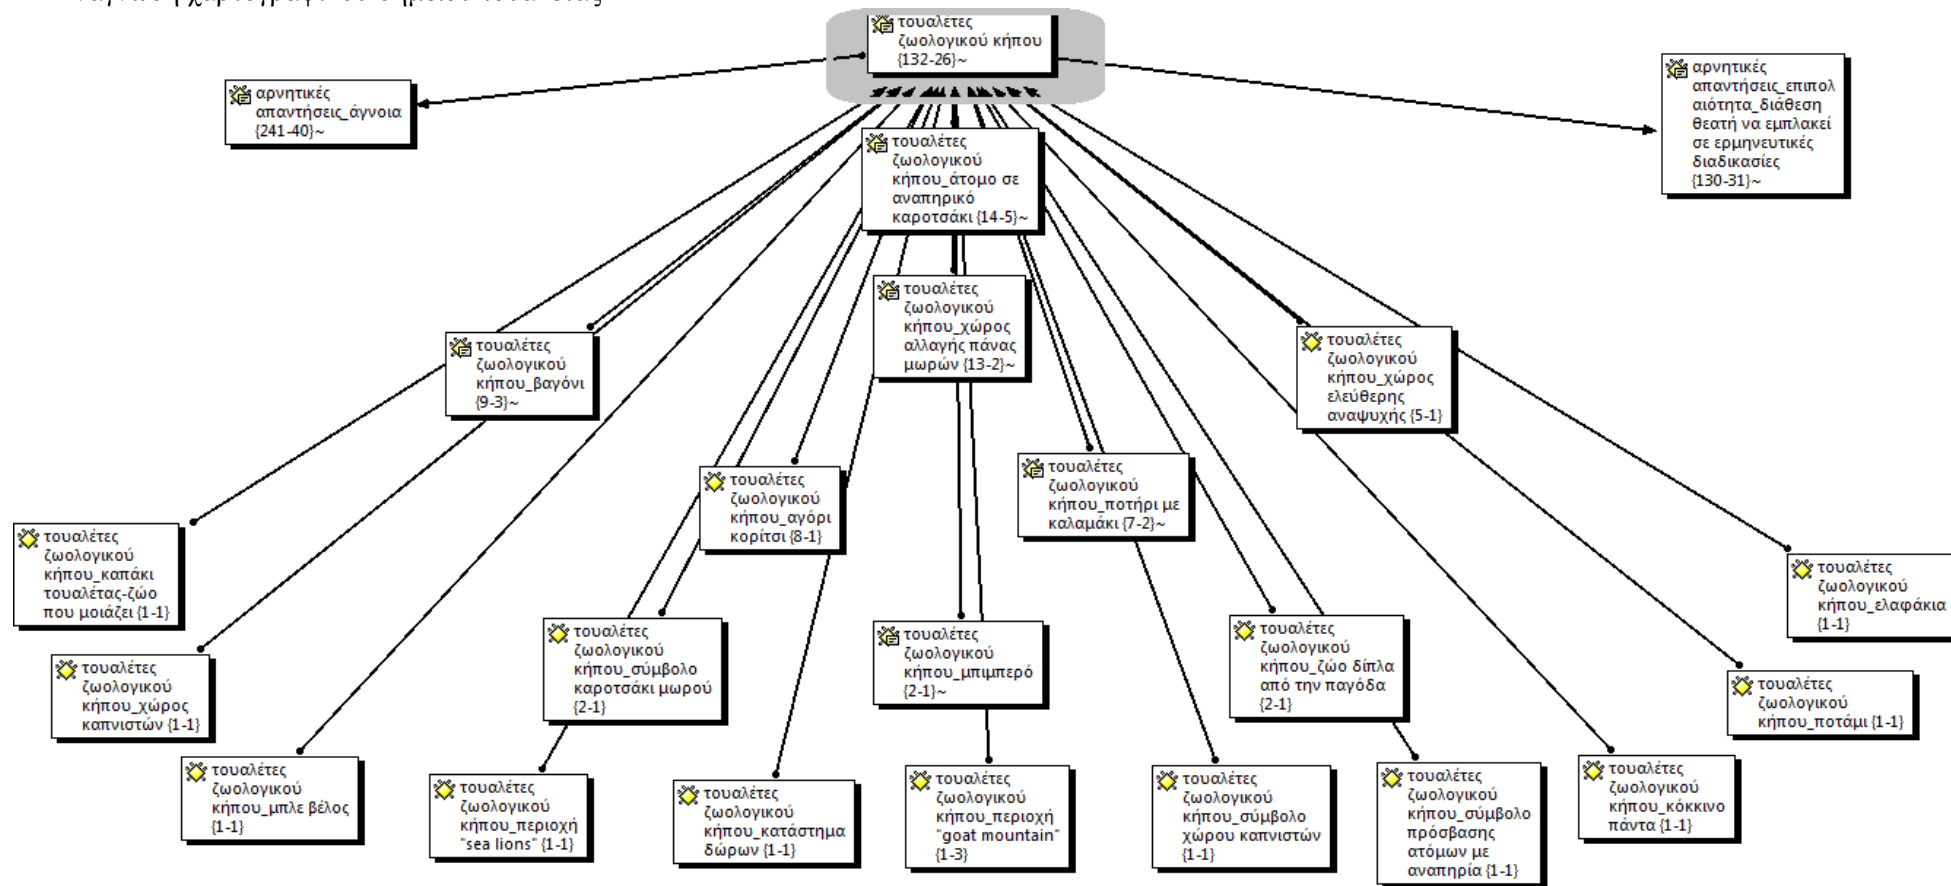 τουαλέτες
ζωολογικού κήπου
{132-26}~
αρνητικές
απαντήσεις_άγνοια
{241-40}~
αρνητικές
απαντήσεις_επιπολ
αιότητα_διάθεση
θεατή να εμπλακεί
σε ερμηνευτικές
διαδικασίες
{130-31}~
τουαλέτες
ζωολογικού
κήπου_άτομο σε
αναπηρικό
καροτσάκι {14-5}~
τουαλέτες
ζωολογικού
κήπου_χώρος
αλλαγής πάνας
μωρών {13-2}~
τουαλέτες
ζωολογικού
κήπου_βαγόνι
{9-3}~
τουαλέτες
ζωολογικού
κήπου_χώρος
ελεύθερης
αναψυχής {5-1}
τουαλέτες
ζωολογικού
κήπου_αγόρι
κορίτσι {8-1}
τουαλέτες
ζωολογικού
κήπου_ποτήρι με
καλαμάκι {7-2}~
τουαλέτες
ζωολογικού
κήπου_καπάκι
τουαλέτας-ζώο
που μοιάζει {1-1}
τουαλέτες
ζωολογικού
κήπου_ελαφάκια
{1-1}
τουαλέτες
ζωολογικού
κήπου_σύμβολο
καροτσάκι μωρού
{2-1}
τουαλέτες
ζωολογικού
κήπου_μπιμπερό
{2-1}~
τουαλέτες
ζωολογικού
κήπου_ζώο δίπλα
από την παγόδα
{2-1}
τουαλέτες
ζωολογικού
κήπου_χώρος
καπνιστών {1-1}
τουαλέτες
ζωολογικού
κήπου_ποτάμι {1-1}
τουαλέτες
ζωολογικού
κήπου_μπλε βέλος
{1-1}
τουαλέτες
ζωολογικού
κήπου_περιοχή
"sea lions" {1-1}
τουαλέτες
ζωολογικού
κήπου_κατάστημα
δώρων {1-1}
τουαλέτες
ζωολογικού
κήπου_περιοχή
"goat mountain"
{1-3}
τουαλέτες
ζωολογικού
κήπου_σύμβολο
χώρου καπνιστών
{1-1}
τουαλέτες
ζωολογικού
κήπου_σύμβολο
πρόσβασης
ατόμων με
αναπηρία {1-1}
τουαλέτες
ζωολογικού
κήπου_κόκκινο
πάντα {1-1}